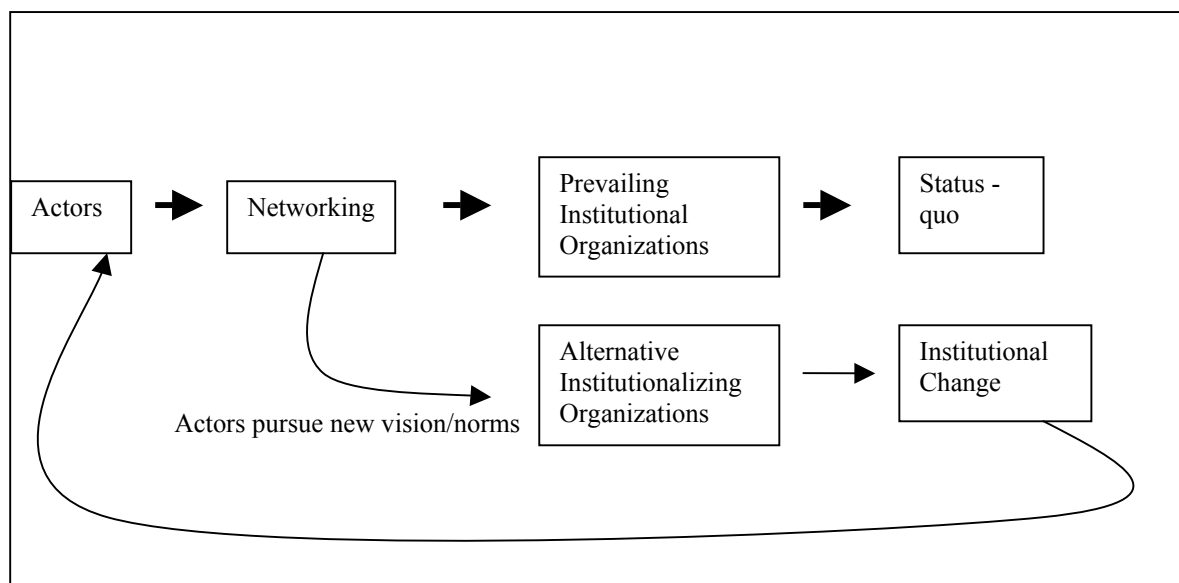 Actors
Networking
Prevailing
Institutional
Organizations
Status -
quo
Alternative
Institutionalizing
Organizations
Institutional
Change
Actors pursue new vision/norms